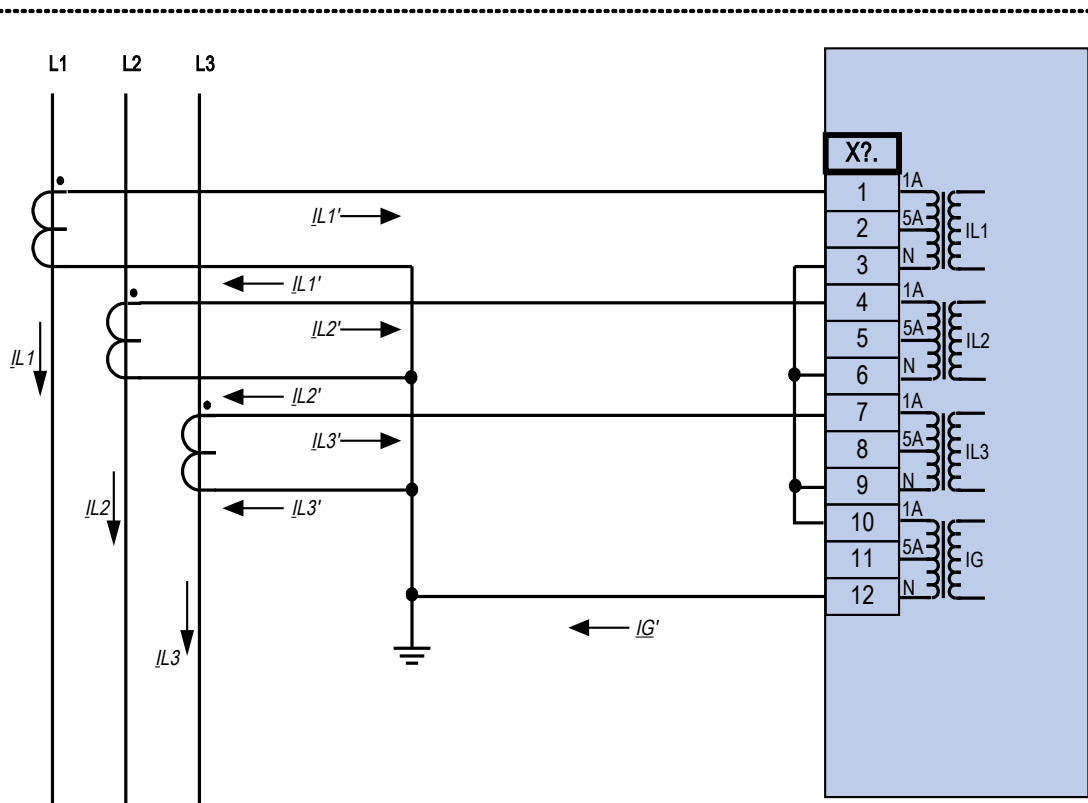 L1 L2 L3
X?.
1 1A
IL1'
2 5A IL1
3 N
IL1'
4 1A
IL2'
5 5A IL2
IL1
6 N
IL2'
7 1A
IL3'
8 5A IL3
9 N
IL2 IL3'
10 1A
11 5A IG
12 N
IG'
IL3